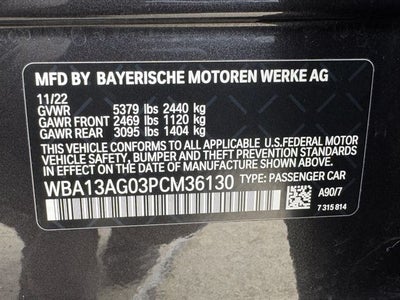 MFD BY BAYERISCHE MOTOREN WERKE AG
11/22
GVWR 5379 lbs 2440 kg
GAWR FRONT 2469 lbs 1120 kg
GAWR REAR 3095 lbs 1404 kg
THIS VEHICLE CONFORMS TO ALL APPLICABLE U.S. FEDERAL MOTOR
VEHICLE SAFETY, BUMPER, AND THEFT PREVENTION STANDARDS
IN EFFECT ON THE DATE OF MANUFACTURE SHOWN ABOVE.
WBA13AG03PCM36130 TYPE: PASSENGER CAR
A90/7
7 315 814